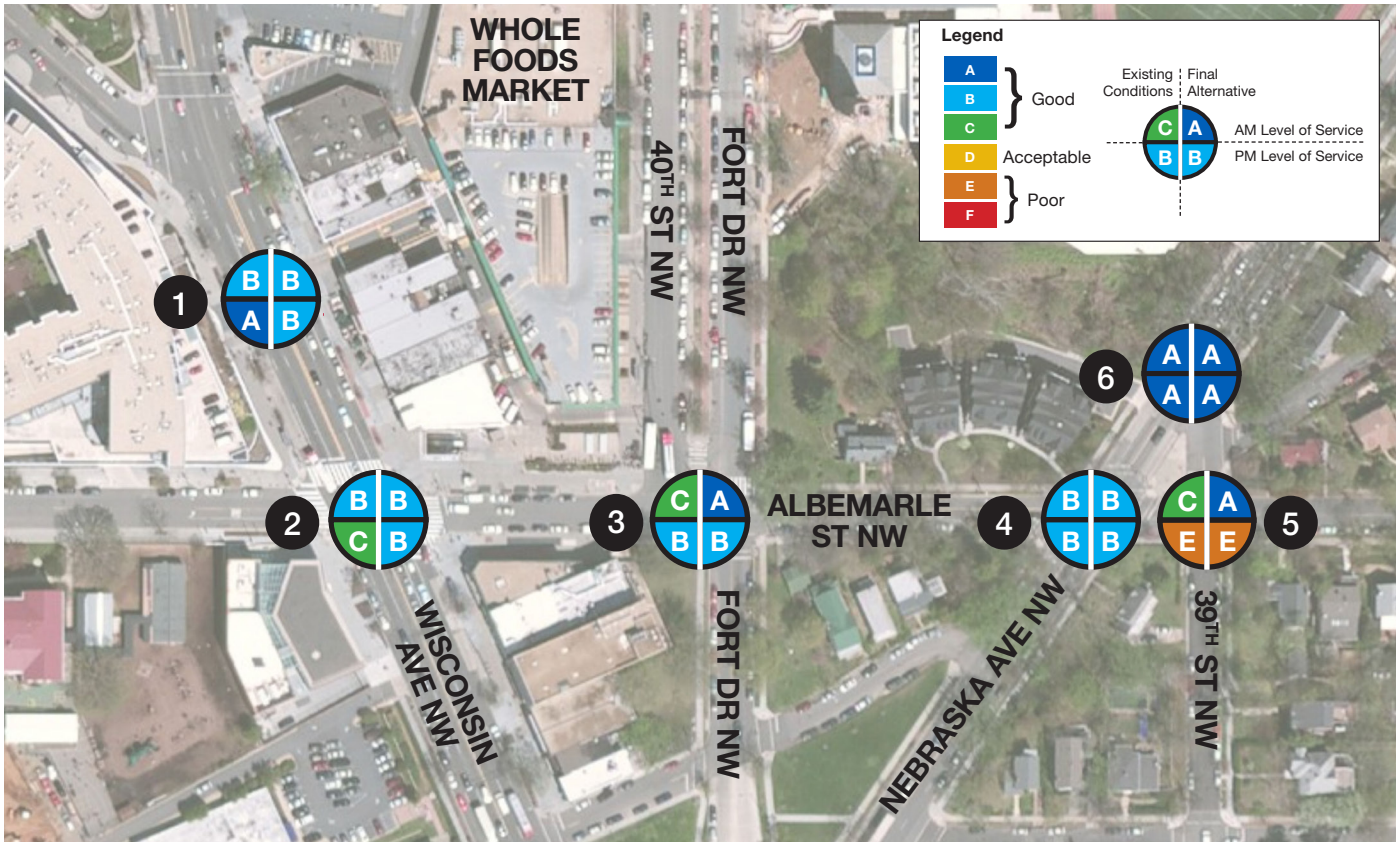 WHOLE
FOODS
MARKET
Legend
A
B
C
D
E
F
Good
Acceptable
Poor
Existing
Conditions
Final
Alternative
C A
B B
AM Level of Service
PM Level of Service
40TH ST NW
FORT DR NW
1
B B
A B
6
A A
A A
2
B B
C B
3
C A
B B
ALBEMARLE
ST NW
4
B B
B B
C A
E E
5
WISCONSIN
AVE NW
FORT DR NW
NEBRASKA AVE NW
39TH ST NW